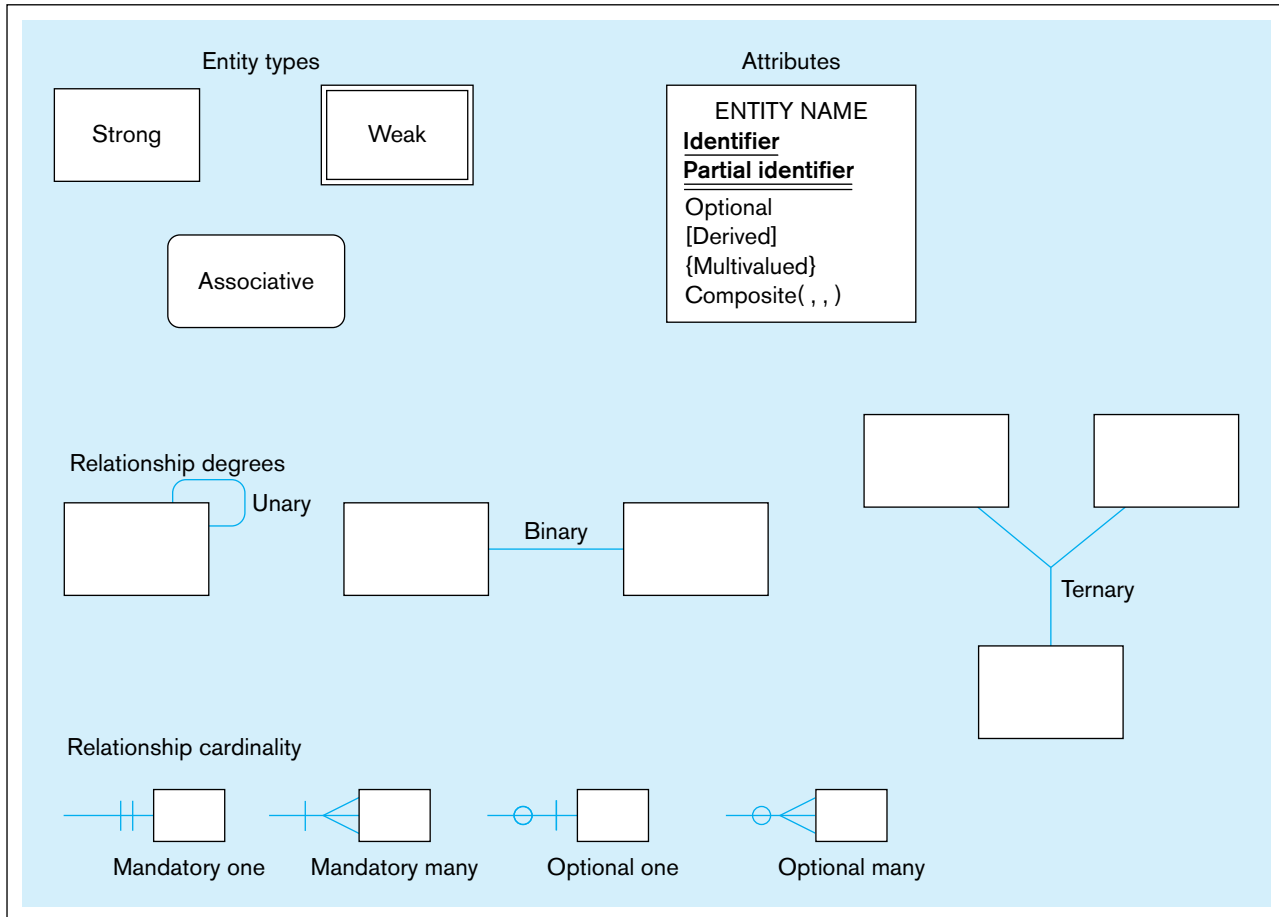 Entity types
Strong
Weak
Associative
Attributes
ENTITY NAME
Identifier
Partial identifier
Optional
[Derived]
{Multivalued}
Composite( , , )
Relationship degrees
Unary
Binary
Ternary
Relationship cardinality
Mandatory one
Mandatory many
Optional one
Optional many